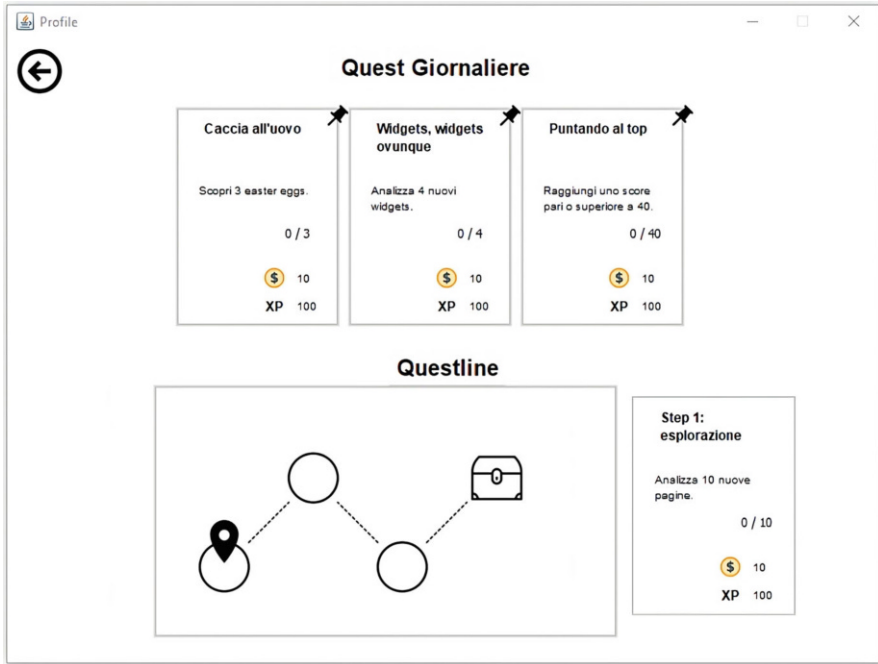 Profile
Quest Giornaliere
Caccia all'uovo
Scopri 3 easter eggs.
0 / 3
$ 10
XP 100
Widgets, widgets
ovunque
Analizza 4 nuovi
widgets.
0 / 4
$ 10
XP 100
Puntando al top
Raggiungi uno score
pari o superiore a 40.
0 / 40
$ 10
XP 100
Questline
Step 1:
esplorazione
Analizza 10 nuove
pagine.
0 / 10
$ 10
XP 100